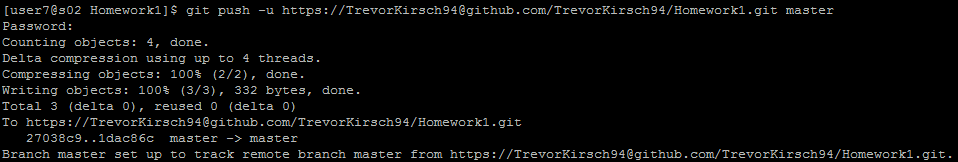 [user7@s02 Homework1]$ git push -u https://TrevorKirsch94@github.com/TrevorKirsch94/Homework1.git master
Password:
Counting objects: 4, done.
Delta compression using up to 4 threads.
Compressing objects: 100% (2/2), done.
Writing objects: 100% (3/3), 332 bytes, done.
Total 3 (delta 0), reused 0 (delta 0)
To https://TrevorKirsch94@github.com/TrevorKirsch94/Homework1.git
   27038c9..1dac86c  master -> master
Branch master set up to track remote branch master from https://TrevorKirsch94@github.com/TrevorKirsch94/Homework1.git.